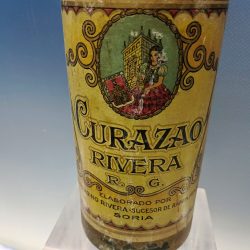 CURAZAO
RIVERA
R. G.
ELABORADO POR
RIVERA-SUCESOR DE
SORIA